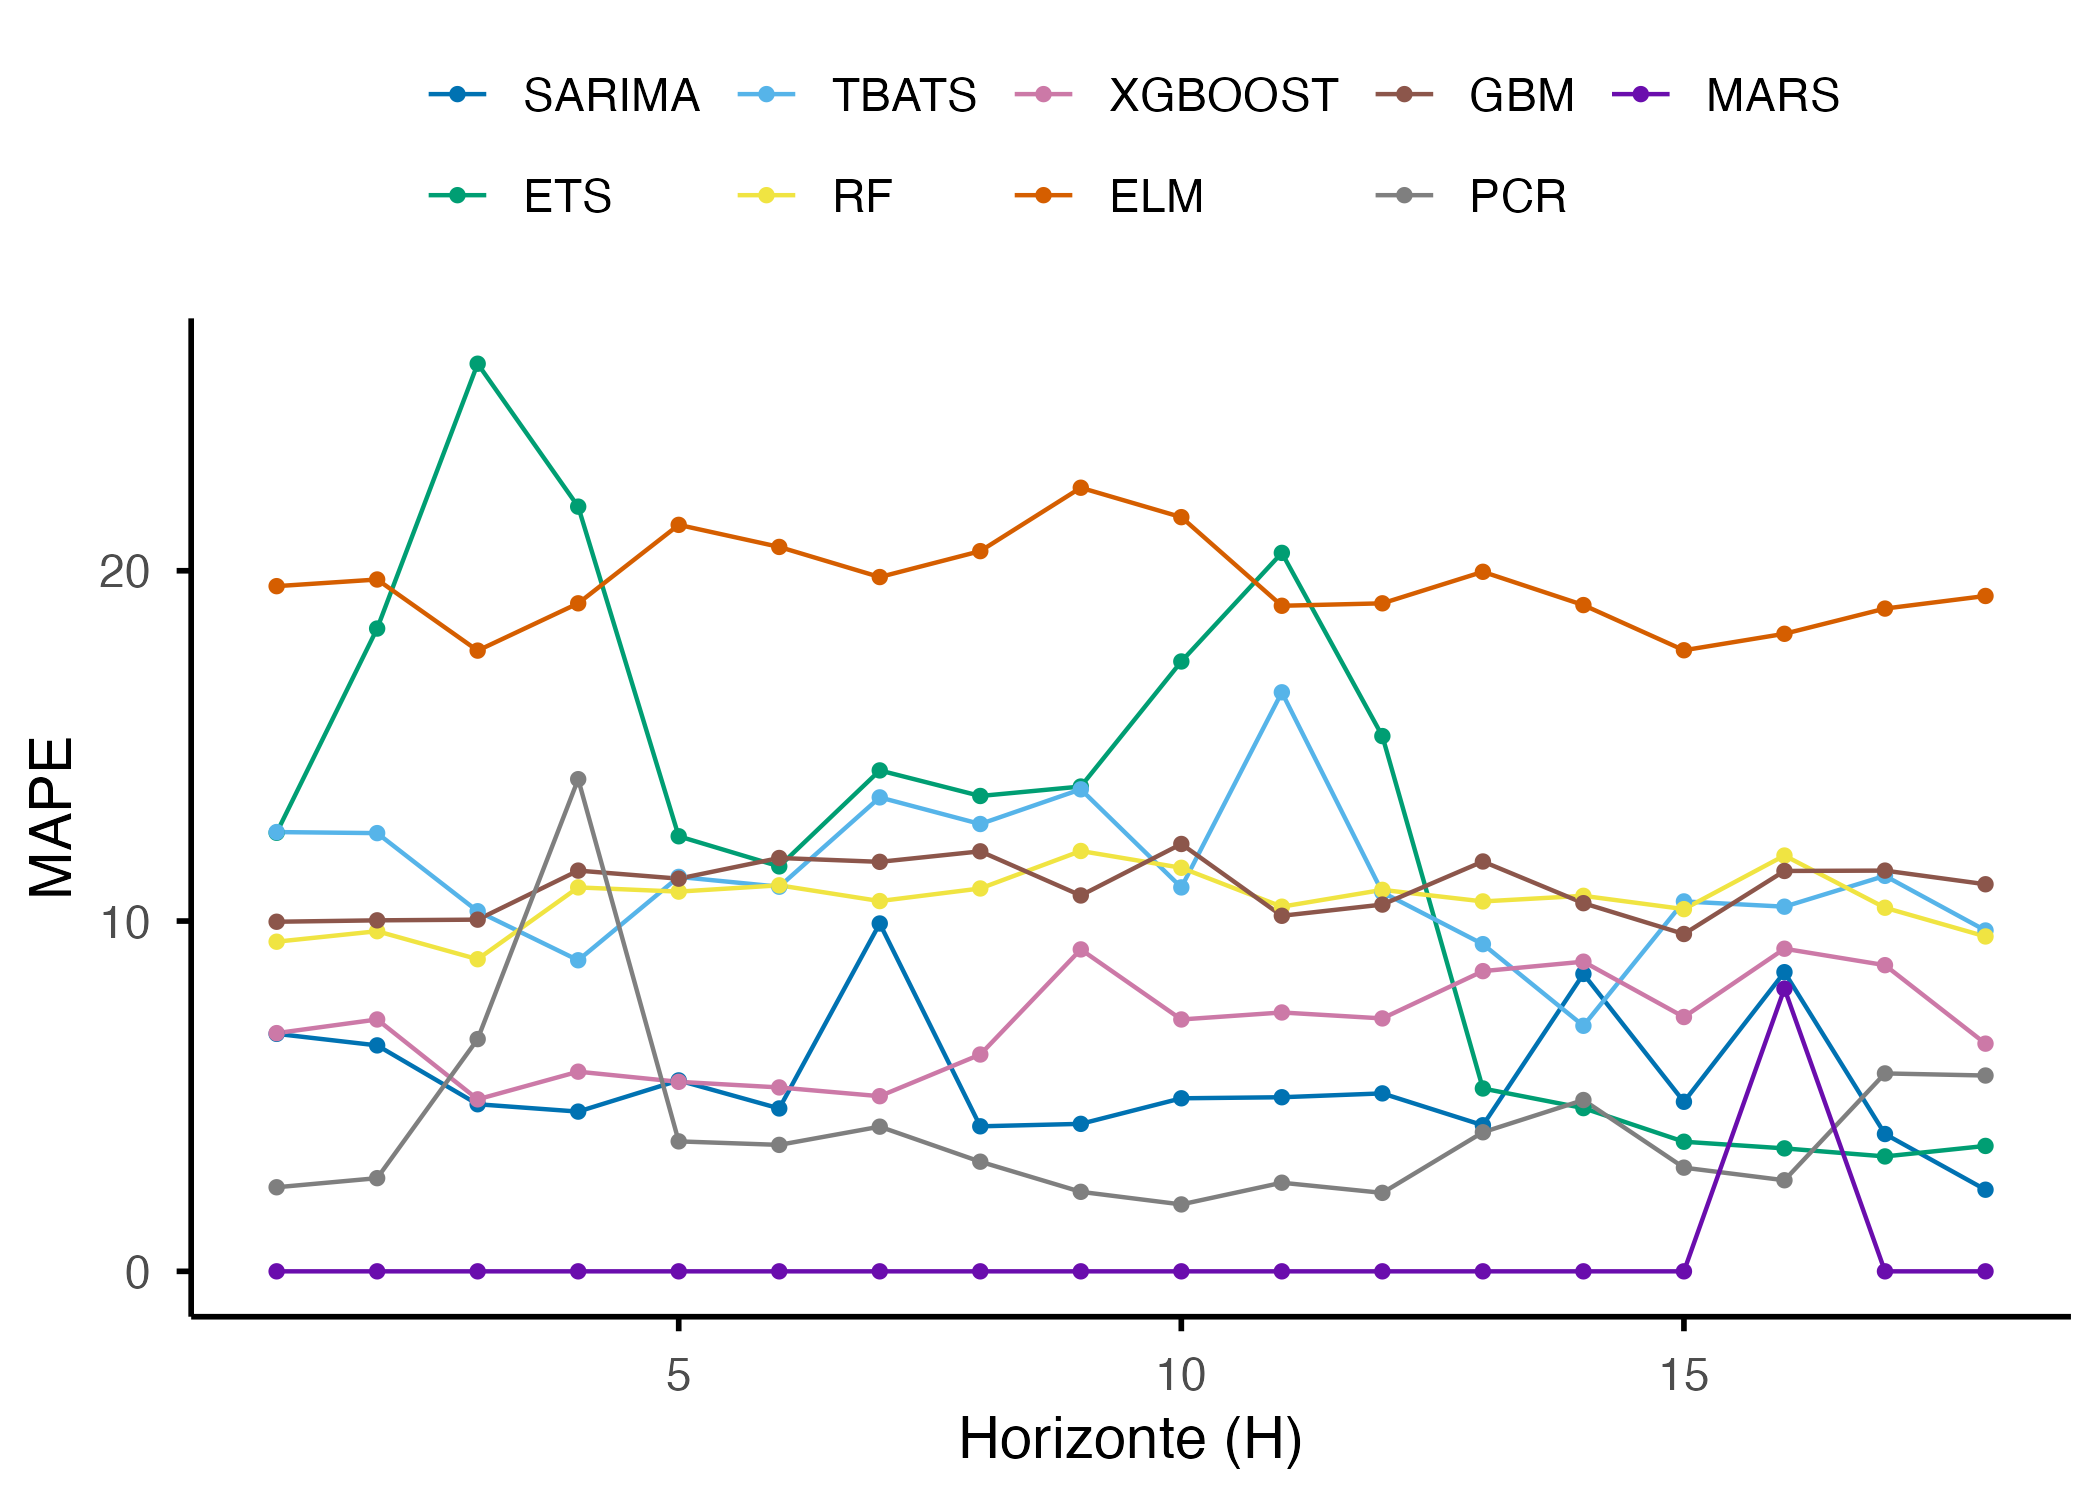 SARIMA TBATS XGBOOST GBM MARS
ETS RF ELM PCR
MAPE
20
10
0
5 10 15
Horizonte (H)